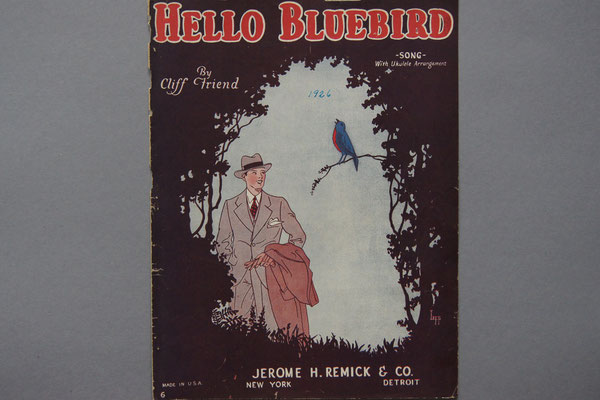 HELLO BLUEBIRD
-SONG-
With Ukulele Arrangement
By
Cliff Friend
1926
JEROME H. REMICK & CO.
NEW YORK DETROIT
MADE IN U.S.A.
6